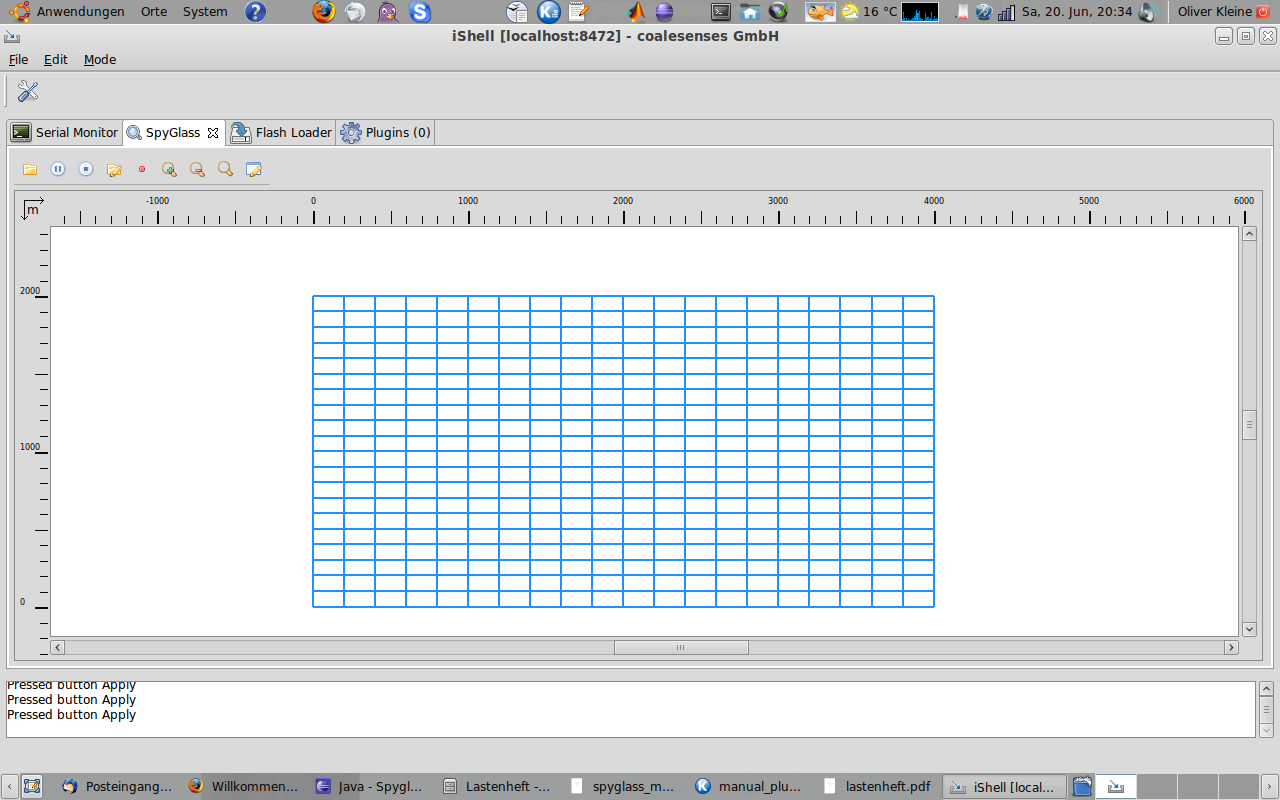 Anwendungen Orte System 16 °C Sa, 20. Jun, 20:34 Oliver Kleine
iShell [localhost:8472] - coalesenses GmbH
File Edit Mode
Serial Monitor SpyGlass Flash Loader Plugins (0)
m -1000 0 1000 2000 3000 4000 5000 6000
2000
1000
0
Pressed button Apply
Pressed button Apply
Pressed button Apply
Posteingang... Willkommen... Java - Spygl... Lastenheft -... spyglass_m... manual_plu... lastenheft.pdf iShell [local...